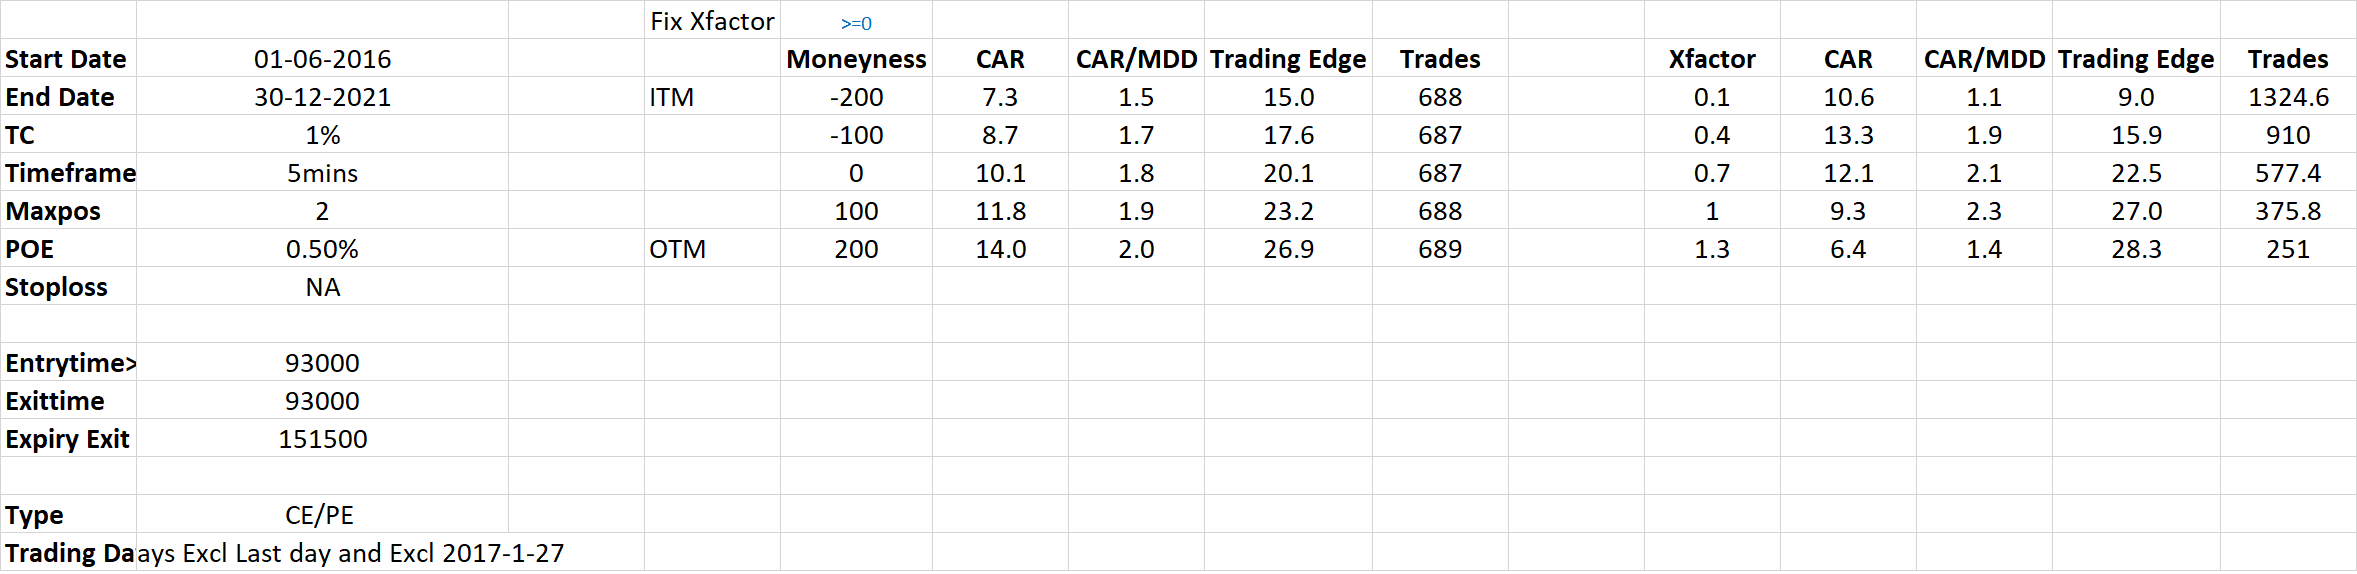 Fix Xfactor >=0
Start Date 01-06-2016 Moneyness CAR CAR/MDD Trading Edge Trades Xfactor CAR CAR/MDD Trading Edge Trades
End Date 30-12-2021 ITM -200 7.3 1.5 15.0 688 0.1 10.6 1.1 9.0 1324.6
TC 1% -100 8.7 1.7 17.6 687 0.4 13.3 1.9 15.9 910
Timeframe 5mins 0 10.1 1.8 20.1 687 0.7 12.1 2.1 22.5 577.4
Maxpos 2 100 11.8 1.9 23.2 688 1 9.3 2.3 27.0 375.8
POE 0.50% OTM 200 14.0 2.0 26.9 689 1.3 6.4 1.4 28.3 251
Stoploss NA
Entrytime> 93000
Exittime 93000
Expiry Exit 151500
Type CE/PE
Trading Da ays Excl Last day and Excl 2017-1-27